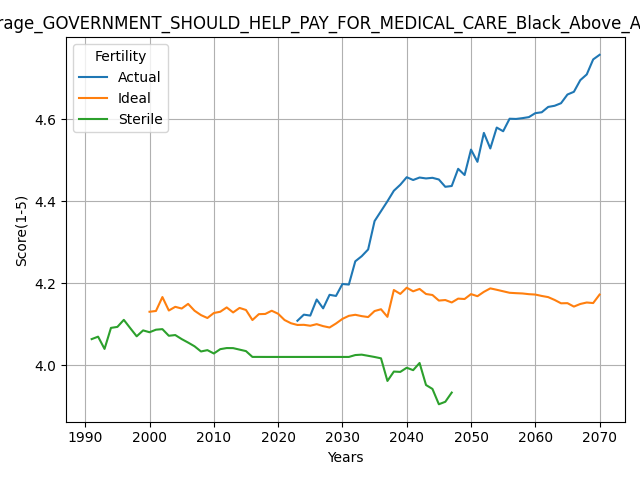 rage_GOVERNMENT_SHOULD_HELP_PAY_FOR_MEDICAL_CARE_Black_Above_A
Fertility
Actual
Ideal
Sterile
4.6
4.4
4.2
4.0
Score(1-5)
1990 2000 2010 2020 2030 2040 2050 2060 2070
Years